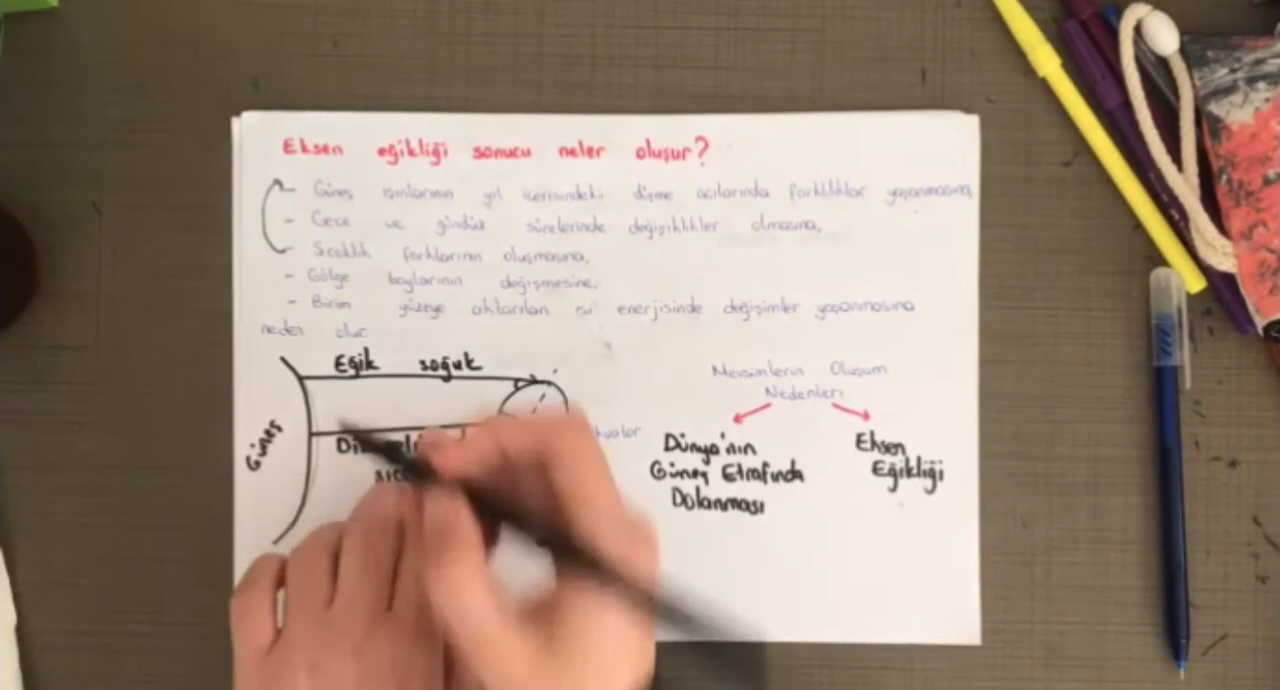 Eksen eğikliği sonucu neler oluşur?
- Güneş ışınlarının yıl içerisindeki düşme açılarında farklılıklar yaşanmasına,
- Gece ve gündüz sürelerinde değişiklikler olmasına,
- Sıcaklık farklarının oluşmasına,
- Gölge boylarının değişmesine,
- Birim yüzeye aktarılan ısı enerjisinde değişimler yaşanmasına
neden olur.
Eğik soğuk
Güneş
Mevsimlerin Oluşum
Nedenleri
Dünya'nın
Güneş Etrafında
Dolanması
Eksen
Eğikliği